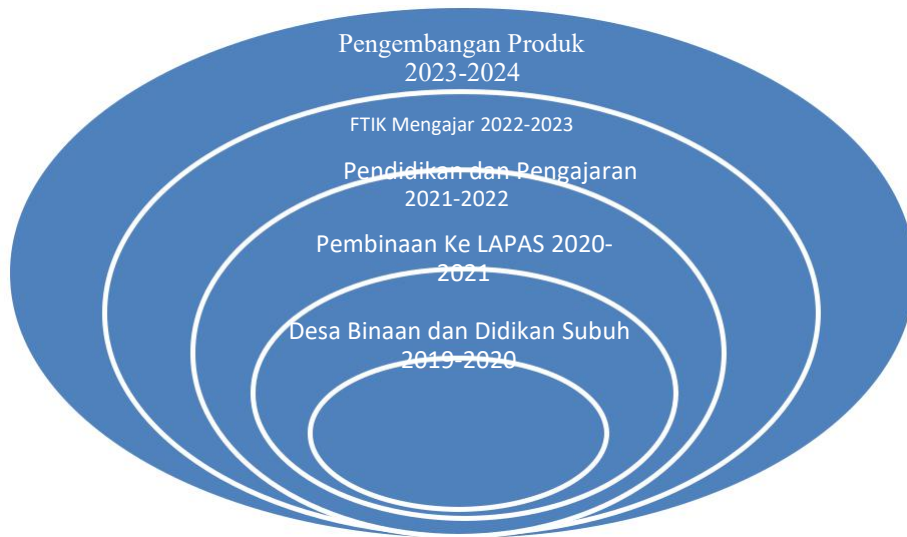 Pengembangan Produk
2023-2024
FTIK Mengajar 2022-2023
Pendidikan dan Pengajaran
2021-2022
Pembinaan Ke LAPAS 2020-
2021
Desa Binaan dan Didikan Subuh
2019-2020